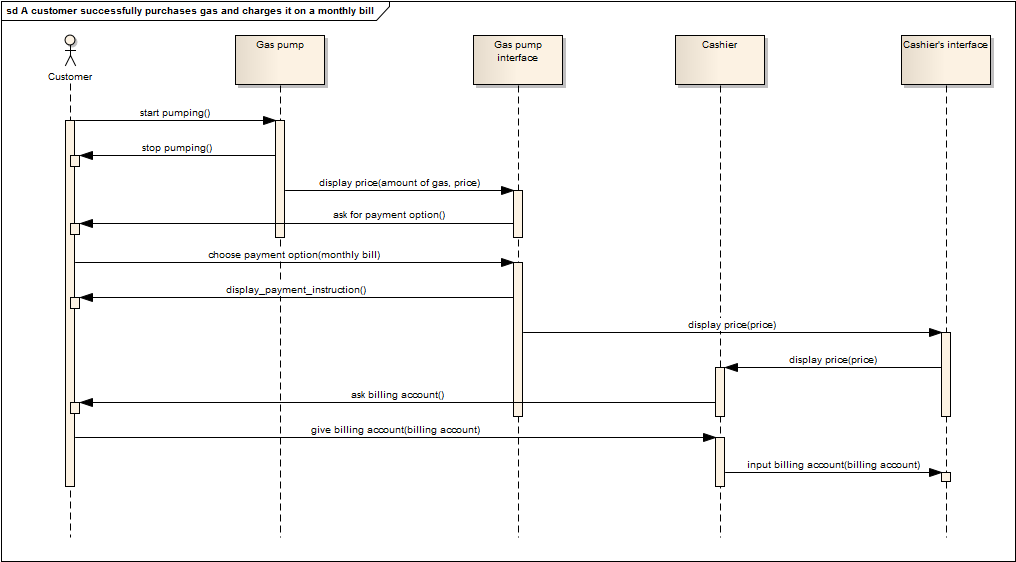 sd A customer successfully purchases gas and charges it on a monthly bill
Customer
Gas pump
Gas pump
interface
Cashier
Cashier's interface
start pumping()
stop pumping()
display price(amount of gas, price)
ask for payment option()
choose payment option(monthly bill)
display_payment_instruction()
display price(price)
display price(price)
ask billing account()
give billing account(billing account)
input billing account(billing account)